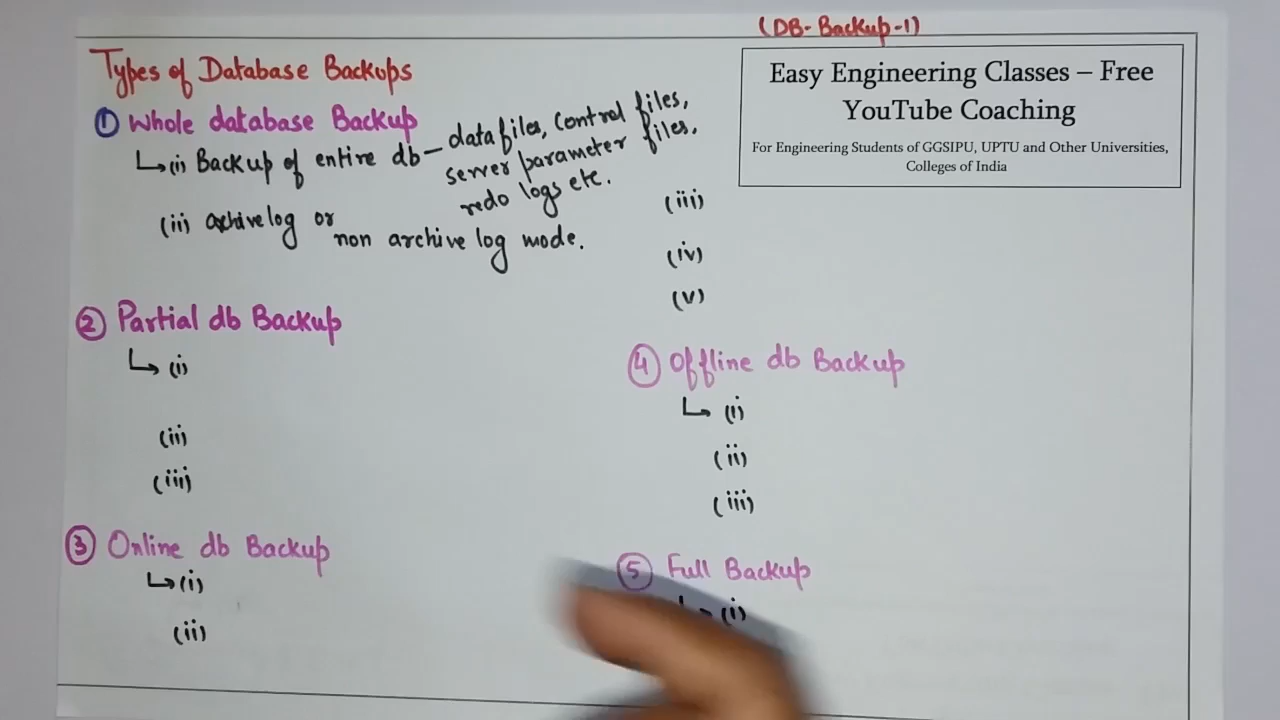 (DB-Backup-1)
Types of Database Backups
Easy Engineering Classes – Free
YouTube Coaching
For Engineering Students of GGSIPU, UPTU and Other Universities,
Colleges of India
① Whole database Backup
↳(i) Backup of entire db – data files, control files,
server parameter files,
redo logs etc.
(ii) achivelog or
non archive log mode.
② Partial db Backup
↳ (i)
(ii)
(iii)
③ Online db Backup
↳(i)
(ii)
(iii)
(iv)
(v)
④ Offline db Backup
↳ (i)
(ii)
(iii)
⑤ Full Backup
↳ (i)